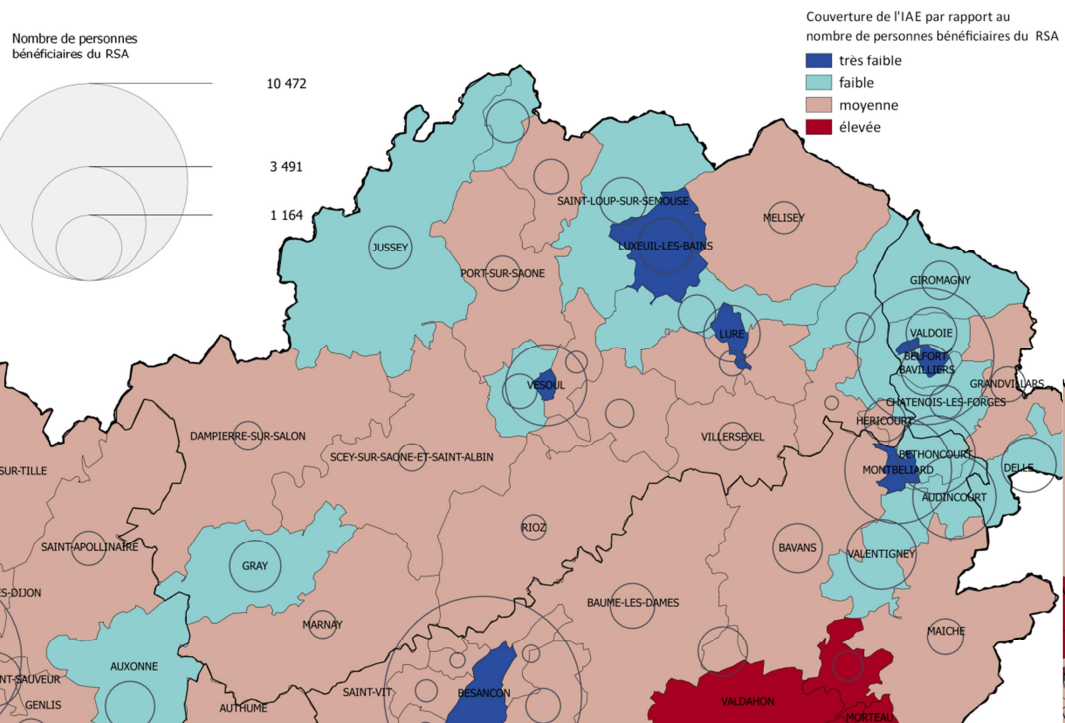 Couverture de l'IAE par rapport au
nombre de personnes bénéficiaires du RSA
très faible
faible
moyenne
élevée
Nombre de personnes
bénéficiaires du RSA
10 472
3 491
1 164
SAINT-LOUP-SUR-SEMOUSE
MELISEY
JUSSEY
LUXEUIL-LES-BAINS
PORT-SUR-SAONE
GIROMAGNY
LURE
VALDOIE
BELFORT
BAVILLIERS
VESOUL
GRANDVILLARS
CHATENOIS-LES-FORGES
HERICOURT
DAMPIERRE-SUR-SALON
VILLERSEXEL
SCEY-SUR-SAONE-ET-SAINT-ALBIN
BETHONCOURT
SUR-TILLE
MONTBELIARD
DELLE
AUDINCOURT
RIOZ
SAINT-APOLLINAIRE
BAVANS
VALENTIGNEY
GRAY
ES-DIJON
BAUME-LES-DAMES
MARNAY
MAICHE
AUXONNE
NT-SAUVEUR
SAINT-VIT
BESANCON
VALDAHON
GENLIS
AUTHUME
MORTEAU